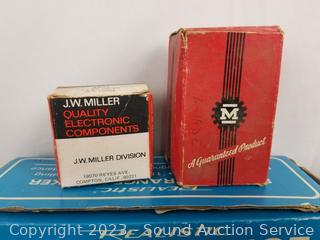 J.W. MILLER
QUALITY
ELECTRONIC
COMPONENTS
J.W. MILLER DIVISION
19070 REYES AVE.
COMPTON, CALIF. 90221
M
A Guaranteed Product
REALISTIC
Copyright 2023, Sound Auction Service